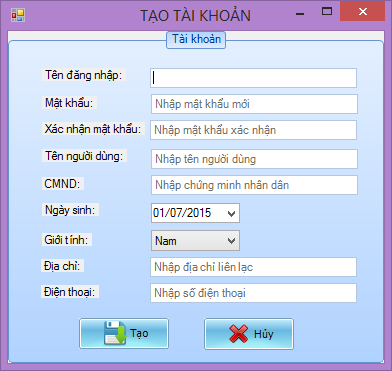 TẠO TÀI KHOẢN
Tài khoản
Tên đăng nhập:
Mật khẩu: Nhập mật khẩu mới
Xác nhận mật khẩu: Nhập mật khẩu xác nhận
Tên người dùng: Nhập tên người dùng
CMND: Nhập chứng minh nhân dân
Ngày sinh: 01/07/2015
Giới tính: Nam
Địa chỉ: Nhập địa chỉ liên lạc
Điện thoại: Nhập số điện thoại
Tạo Hủy